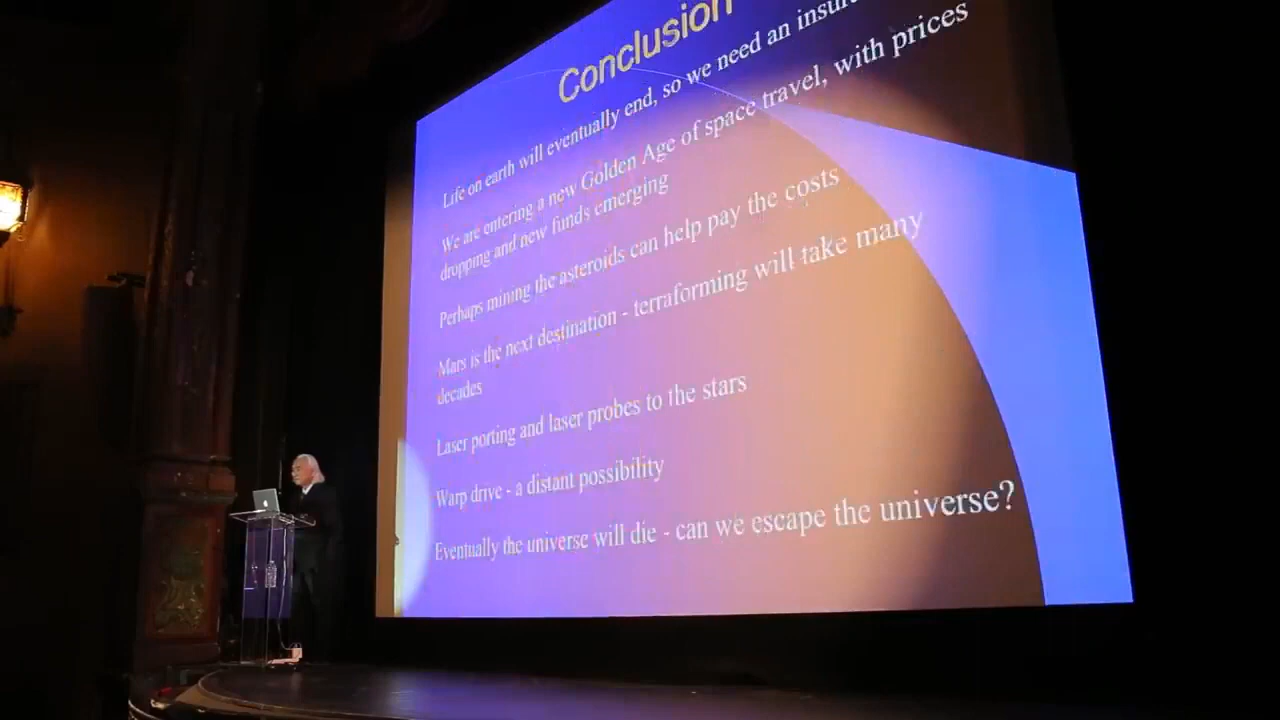 Conclusion
Life on earth will eventually end, so we need an
We are entering a new Golden Age of space travel, with prices
dropping and new funds emerging
Perhaps mining the asteroids can help pay the costs
Mars is the next destination - terraforming will take many
decades
Laser porting and laser probes to the stars
Warp drive - a distant possibility
Eventually the universe will die - can we escape the universe?